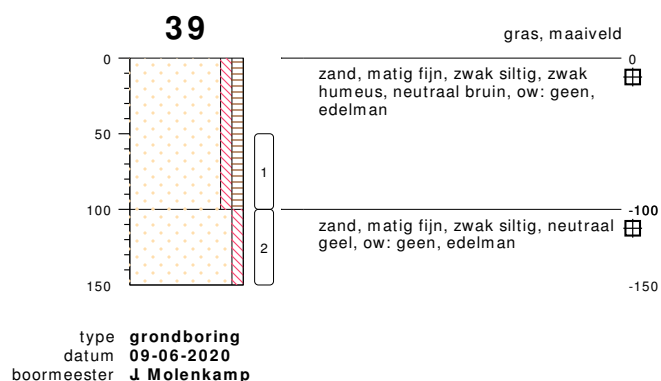 39
gras, maaiveld
0
0
zand, matig fijn, zwak siltig, zwak
humeus, neutraal bruin, ow: geen,
edelman
50
1
100
-100
zand, matig fijn, zwak siltig, neutraal
geel, ow: geen, edelman
2
150
-150
type grondboring
datum 09-06-2020
boormeester J. Molenkamp